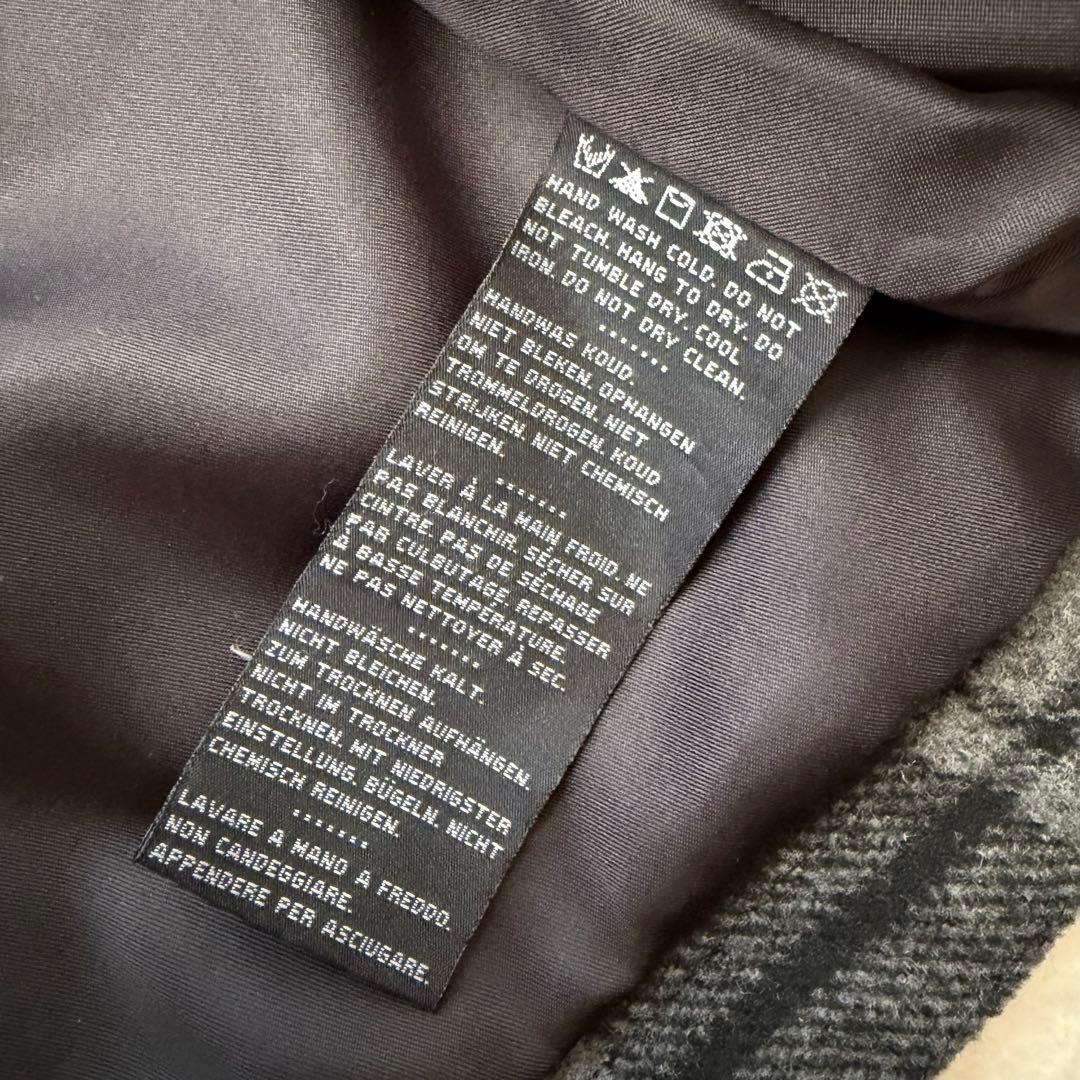 HAND WASH COLD. DO NOT
BLEACH. HANG TO DRY. DO
NOT TUMBLE DRY. COOL
IRON. DO NOT DRY CLEAN.
HANDWAS KOUD.
NIET BLEKEN. OPHANGEN
OM TE DROGEN. NIET
TROMMELDROGEN. KOUD
STRIJKEN. NIET CHEMISCH
REINIGEN.
LAVER À LA MAIN FROID. NE
PAS BLANCHIR. SÉCHER SUR
CINTRE. PAS DE SÉCHAGE
PAR CULBUTAGE. REPASSER
À BASSE TEMPÉRATURE.
NE PAS NETTOYER À SEC.
HANDWÄSCHE KALT.
NICHT BLEICHEN.
ZUM TROCKNEN AUFHÄNGEN.
NICHT IM TROCKNER
TROCKNEN. MIT NIEDRIGSTER
EINSTELLUNG. BÜGELN. NICHT
CHEMISCH REINIGEN.
LAVARE A MANO A FREDDO.
NON CANDEGGIARE.
APPENDERE PER ASCIUGARE.